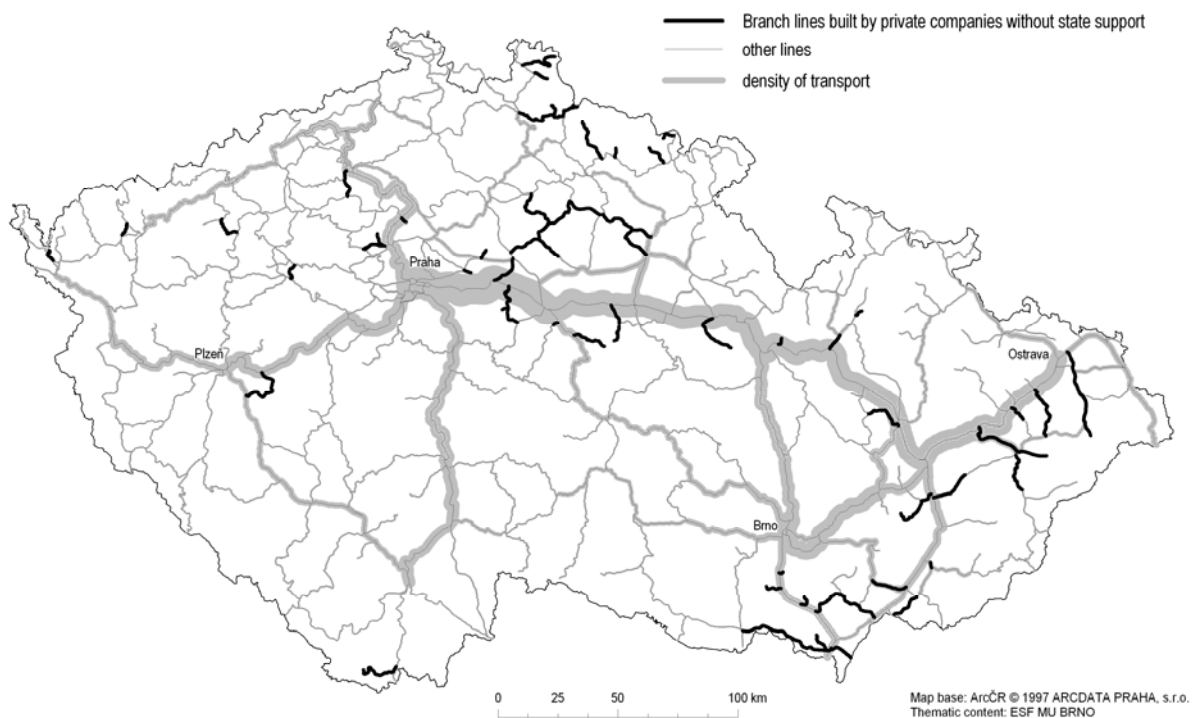 Branch lines built by private companies without state support
other lines
density of transport
Praha
Plzeň
Ostrava
Brno
0 25 50 100 km
Map base: ArcČR © 1997 ARCDATA PRAHA, s.r.o.
Thematic content: ESF MU BRNO